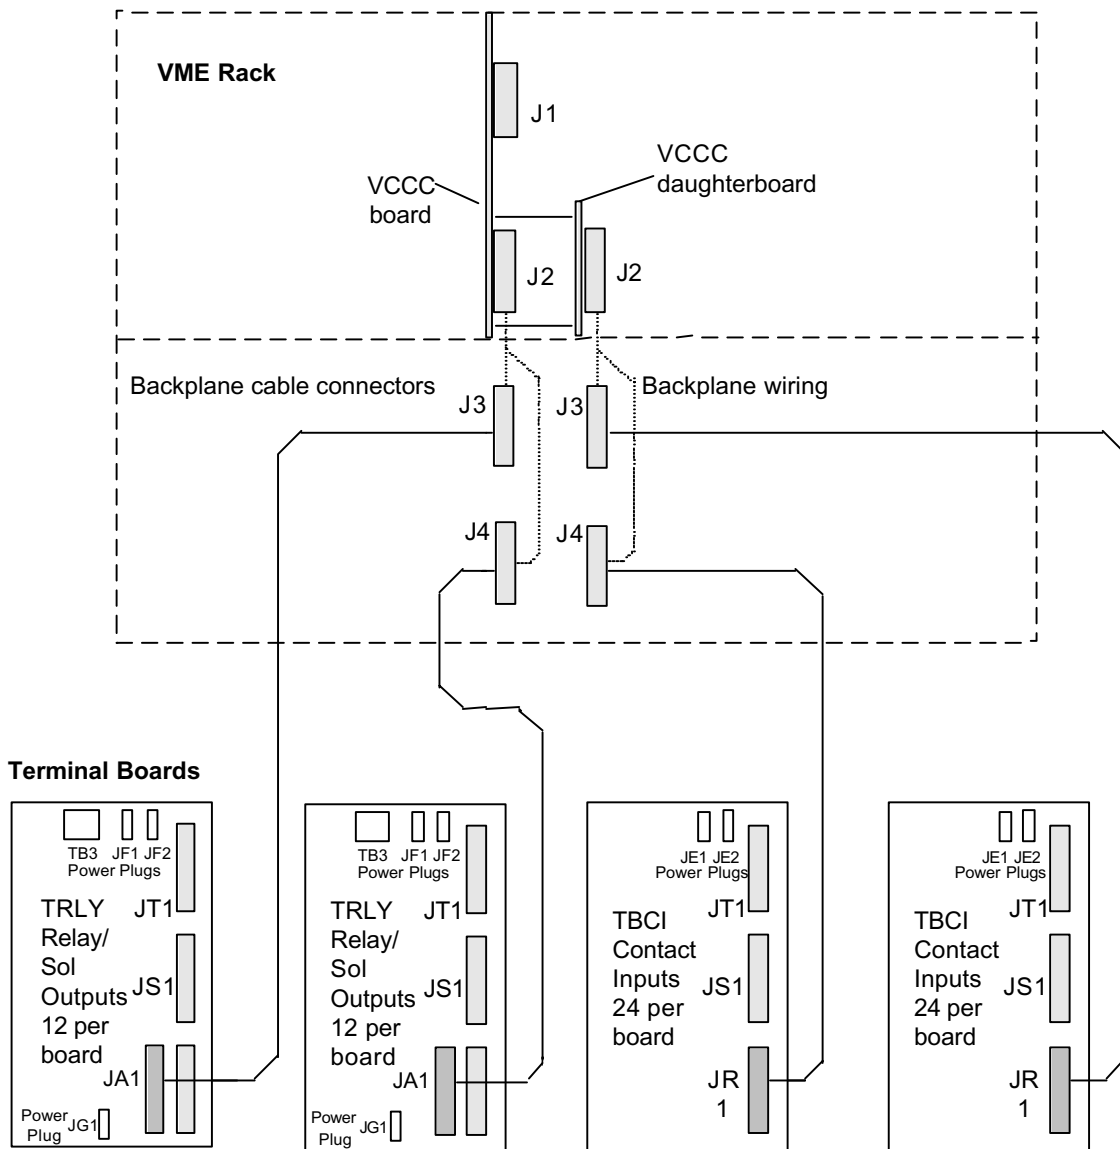 VME Rack
J1
VCCC
board
VCCC
daughterboard
J2
J2
Backplane cable connectors
Backplane wiring
J3
J3
J4
J4
Terminal Boards
TB3 JF1 JF2
Power Plugs
TRLY
Relay/
Sol
Outputs
12 per
board
JT1
JS1
JA1
Power
Plug
JG1
TB3 JF1 JF2
Power Plugs
TRLY
Relay/
Sol
Outputs
12 per
board
JT1
JS1
JA1
Power
Plug
JG1
JE1 JE2
Power Plugs
JT1
TBCI
Contact
Inputs
24 per
board
JS1
JR
1
JE1 JE2
Power Plugs
JT1
TBCI
Contact
Inputs
24 per
board
JS1
JR
1